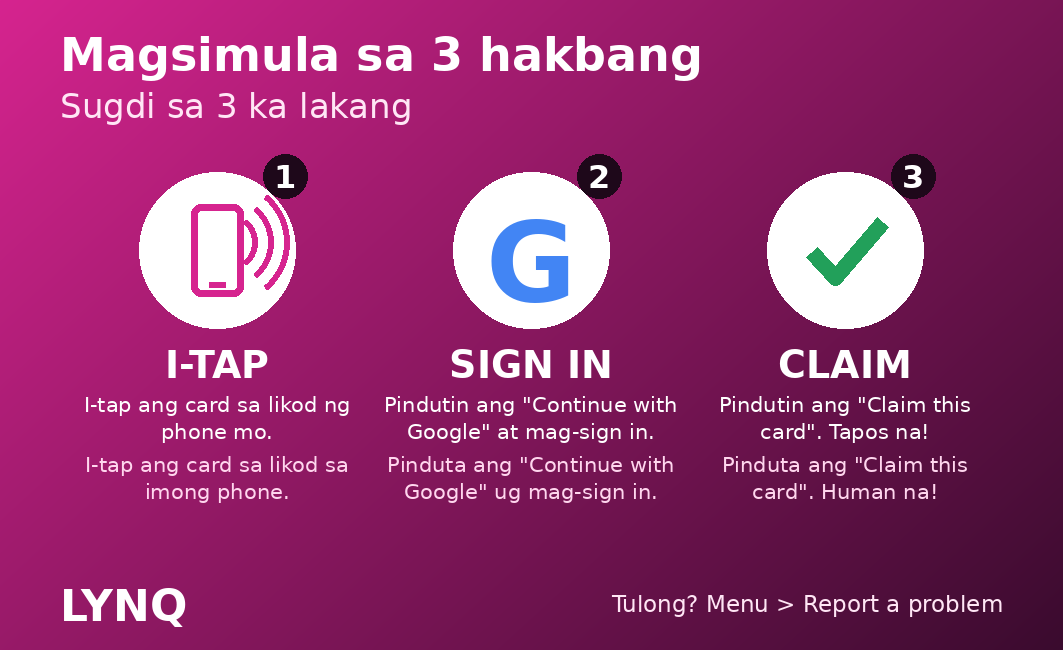 Magsimula sa 3 hakbang
Sugdi sa 3 ka lakang
1
2
3
G
I-TAP
I-tap ang card sa likod ng
phone mo.
I-tap ang card sa likod sa
imong phone.
SIGN IN
Pindutin ang "Continue with
Google" at mag-sign in.
Pinduta ang "Continue with
Google" ug mag-sign in.
CLAIM
Pindutin ang "Claim this
card". Tapos na!
Pinduta ang "Claim this
card". Human na!
LYNQ
Tulong? Menu > Report a problem